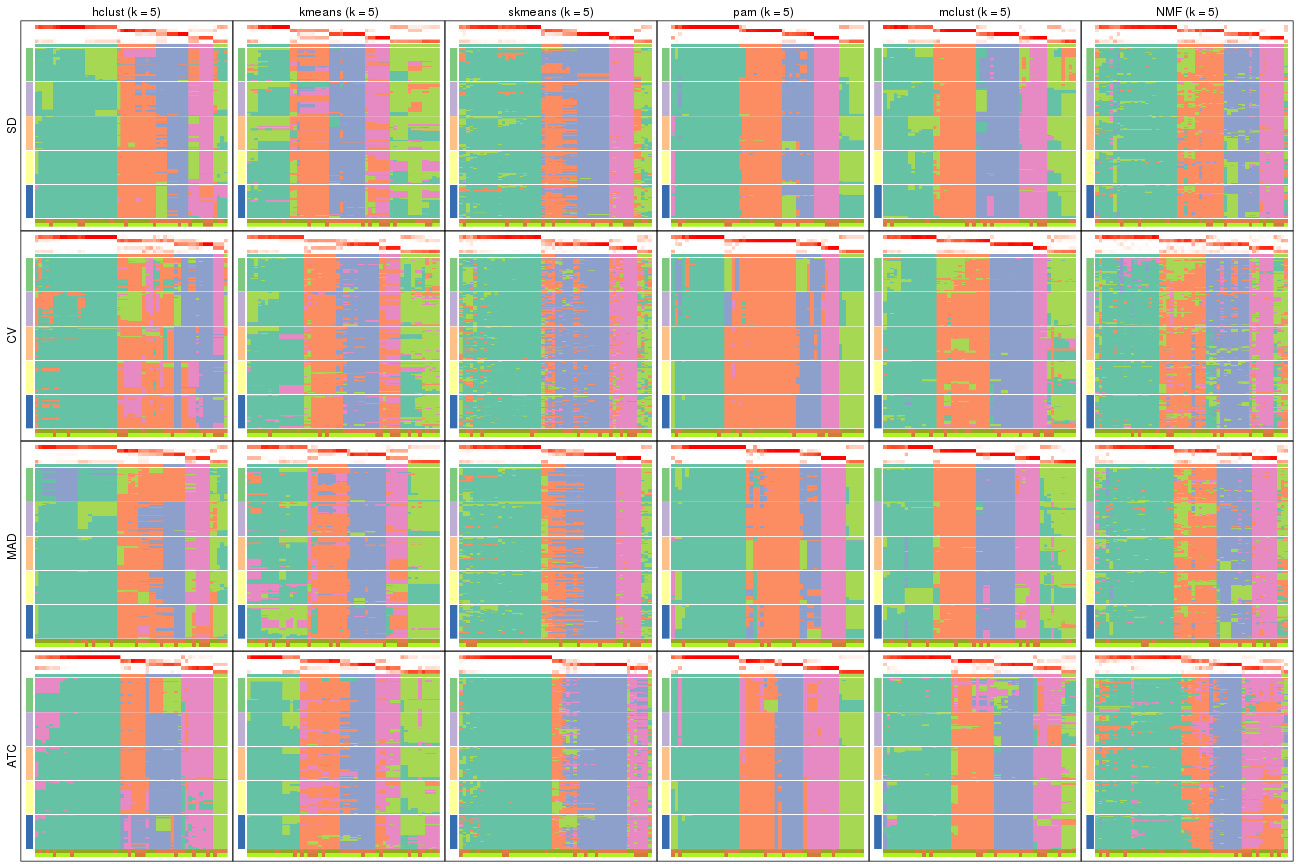 hclust (k = 5) kmeans (k = 5) skmeans (k = 5) pam (k = 5) mclust (k = 5) NMF (k = 5)
SD
CV
MAD
ATC